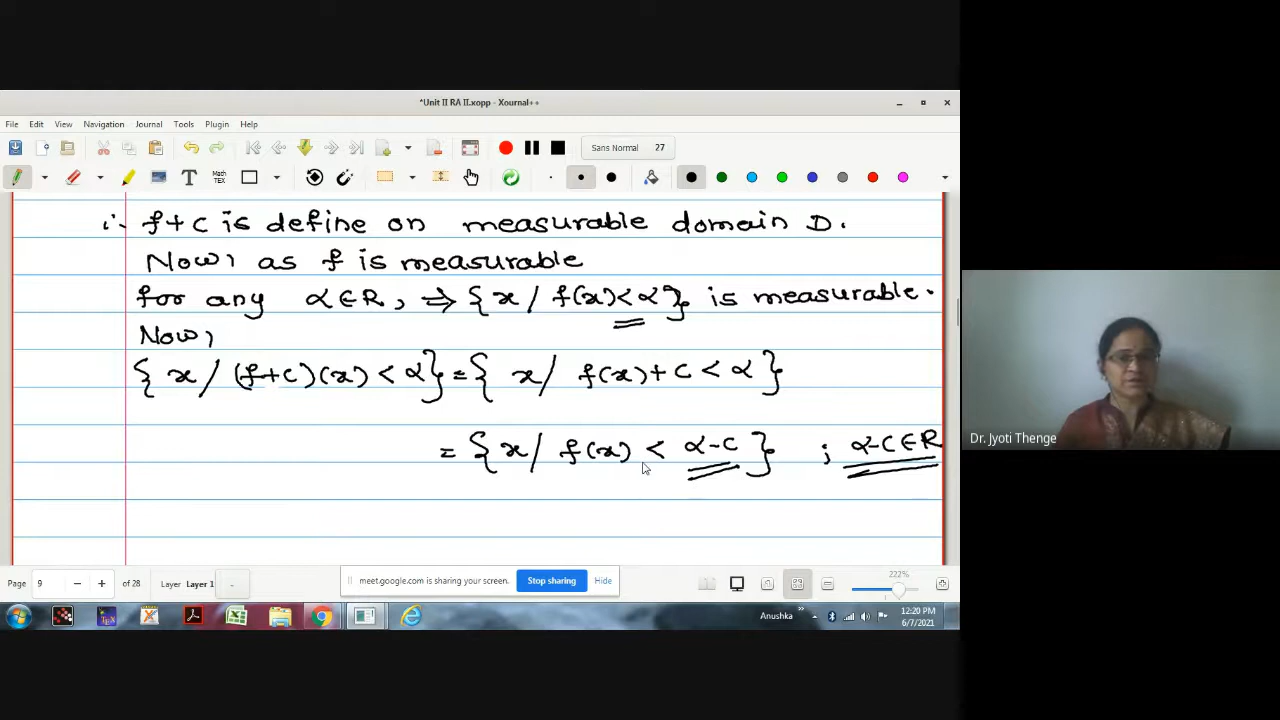 *Unit II RA II.xopp - Xournal++
File Edit View Navigation Journal Tools Plugin Help
Sans Normal 27
∴ f+c is define on measurable domain D.
Now, as f is measurable
for any α∈R, ⇒ {x / f(x)<α} is measurable.
Now,
{x / (f+c)(x) < α} = {x / f(x)+c < α}
= {x / f(x) < α-c} ; α-c∈R
Dr. Jyoti Thenge
Page 9 of 28 Layer Layer 1
meet.google.com is sharing your screen. Stop sharing Hide
222%
Anushka
12:20 PM
6/7/2021